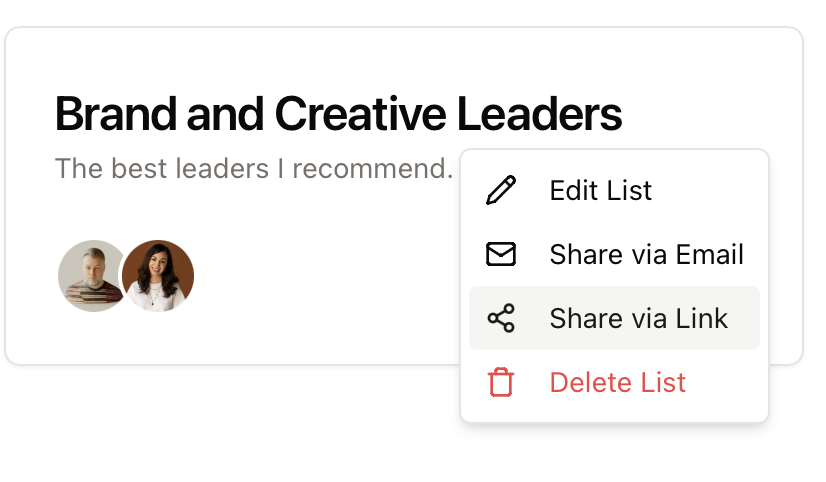 Brand and Creative Leaders
The best leaders I recommend.
Edit List
Share via Email
Share via Link
Delete List